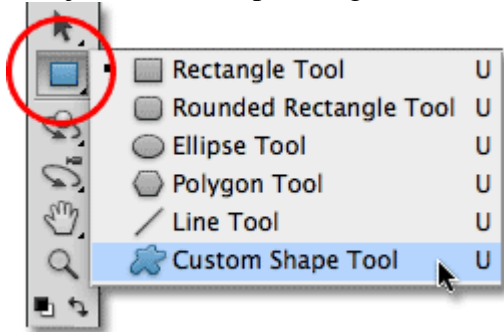 Rectangle Tool U
Rounded Rectangle Tool U
Ellipse Tool U
Polygon Tool U
Line Tool U
Custom Shape Tool U